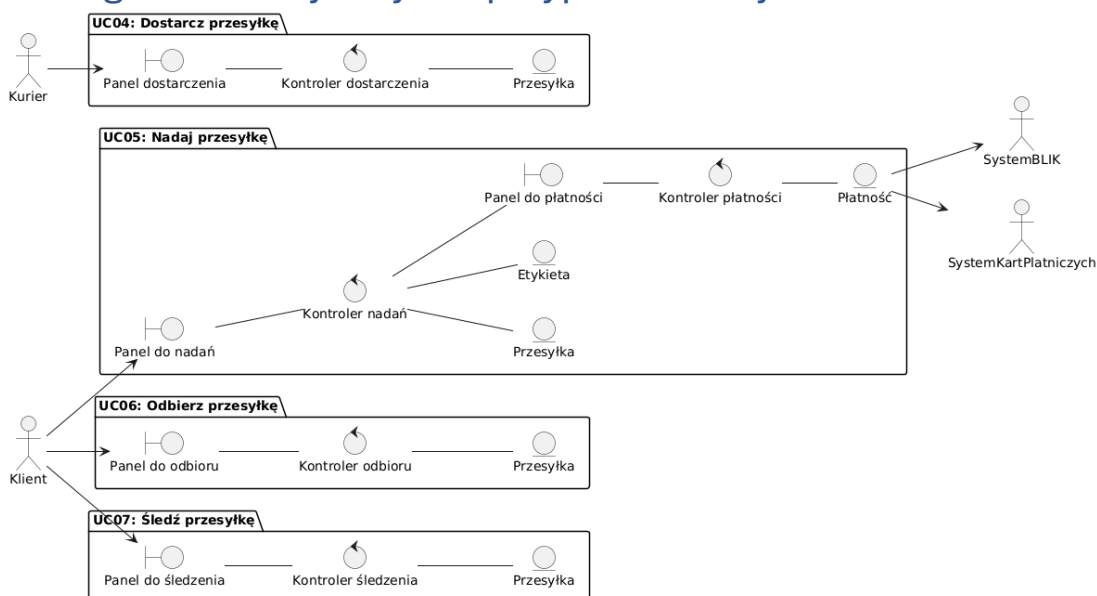 UC04: Dostarcz przesyłkę
Kurier
Panel dostarczenia
Kontroler dostarczenia
Przesyłka
UC05: Nadaj przesyłkę
SystemBLIK
Panel do płatności
Kontroler płatności
Płatność
SystemKartPlatniczych
Etykieta
Kontroler nadań
Panel do nadań
Przesyłka
UC06: Odbierz przesyłkę
Klient
Panel do odbioru
Kontroler odbioru
Przesyłka
UC07: Śledź przesyłkę
Panel do śledzenia
Kontroler śledzenia
Przesyłka